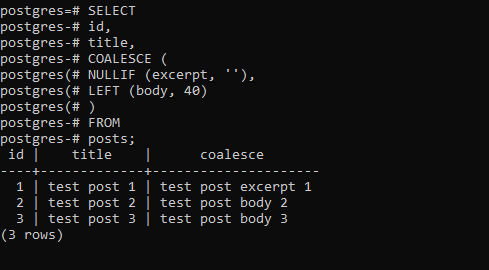 postgres=# SELECT
postgres-# id,
postgres-# title,
postgres-# COALESCE (
postgres(# NULLIF (excerpt, ''),
postgres(# LEFT (body, 40)
postgres(# )
postgres-# FROM
postgres-# posts;
 id |    title    |      coalesce
----+-------------+---------------------
  1 | test post 1 | test post excerpt 1
  2 | test post 2 | test post body 2
  3 | test post 3 | test post body 3
(3 rows)